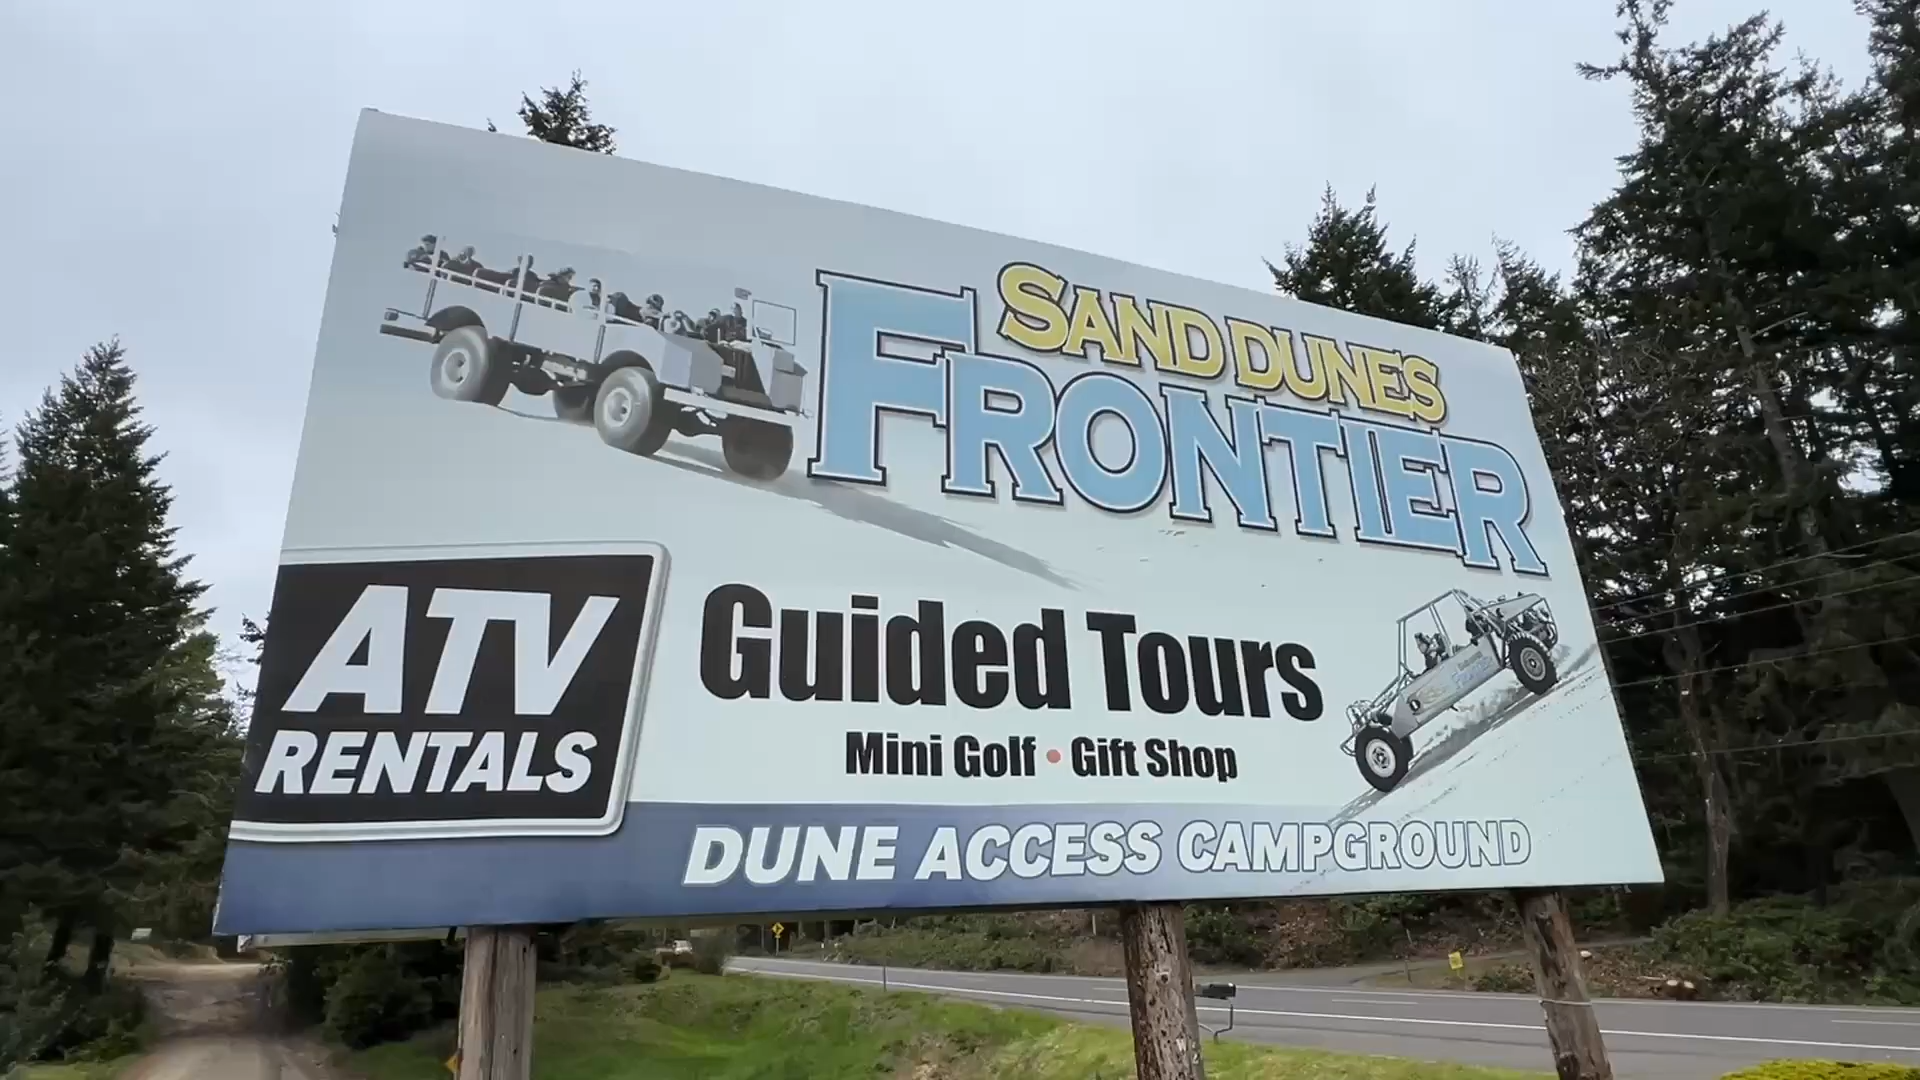 SAND DUNES
FRONTIER
ATV
RENTALS
Guided Tours
Mini Golf • Gift Shop
DUNE ACCESS CAMPGROUND